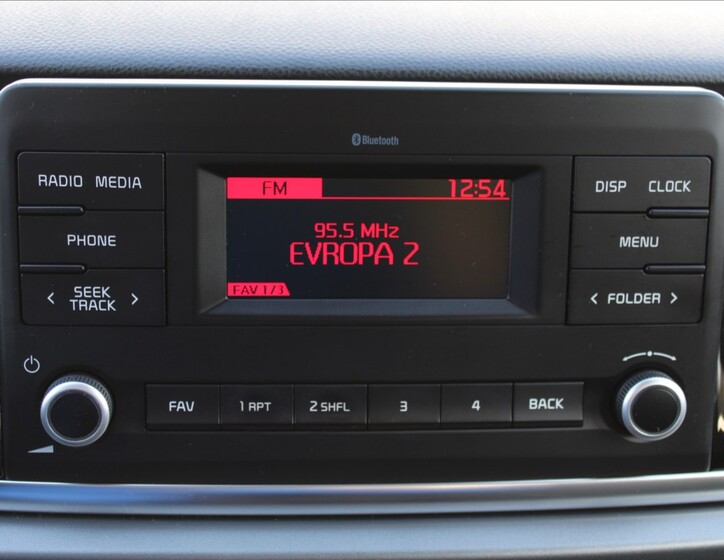 Bluetooth
RADIO MEDIA
FM 12:54
DISP CLOCK
PHONE
95.5 MHz
EVROPA 2
MENU
< SEEK TRACK >
FAV 1/3
< FOLDER >
FAV 1 RPT 2 SHFL 3 4 BACK